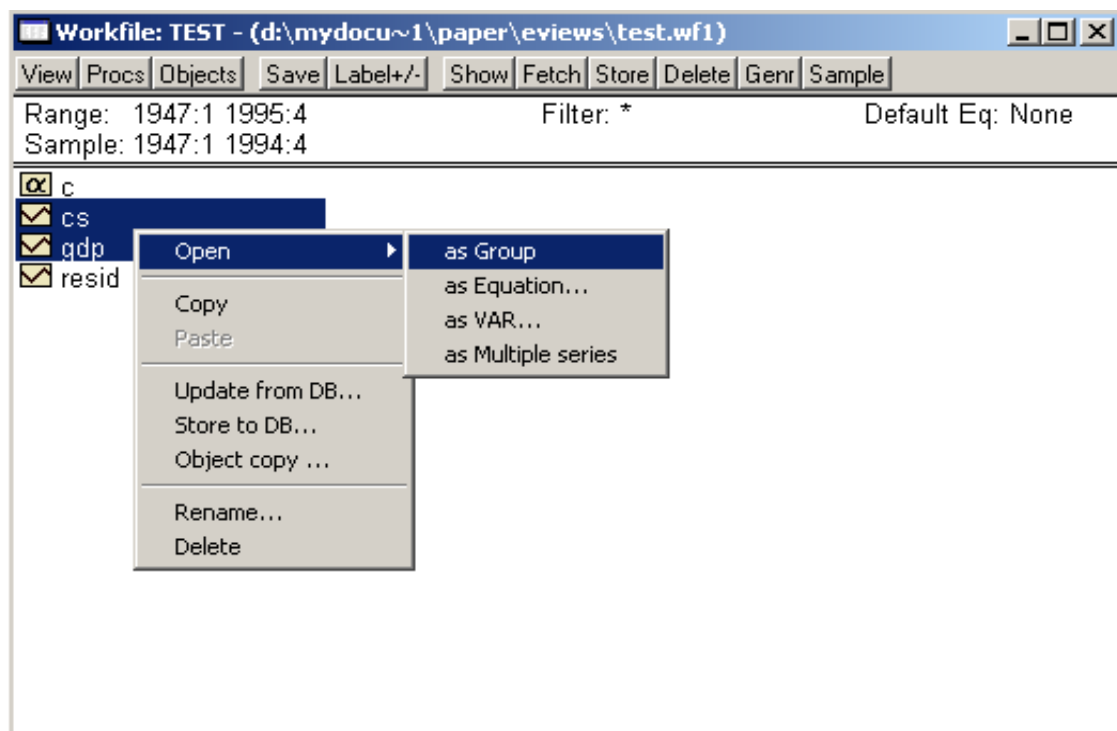 Workfile: TEST - (d:\mydocu~1\paper\eviews\test.wf1)
View Procs Objects Save Label+/- Show Fetch Store Delete Genr Sample
Range: 1947:1 1995:4 Filter: * Default Eq: None
Sample: 1947:1 1994:4
α c
cs
gdp
resid
Open
Copy
Paste
Update from DB...
Store to DB...
Object copy ...
Rename...
Delete
as Group
as Equation...
as VAR...
as Multiple series